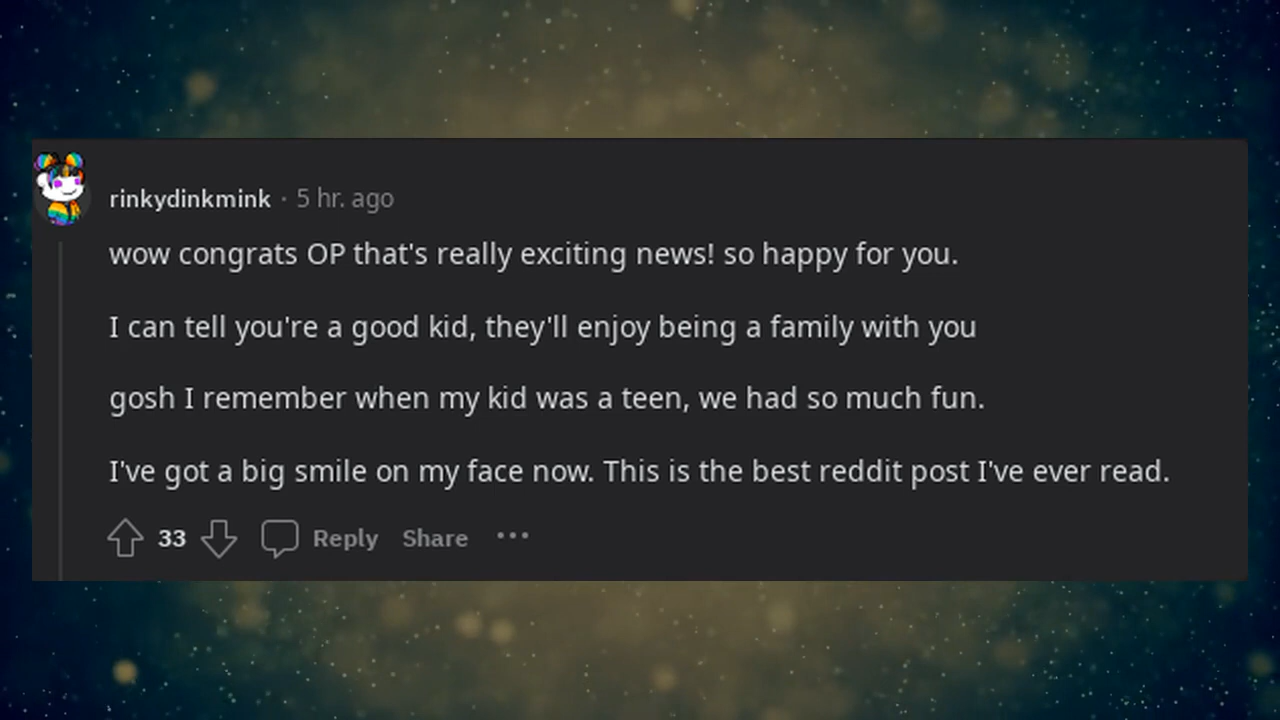 rinkydinkmink · 5 hr. ago
wow congrats OP that's really exciting news! so happy for you.
I can tell you're a good kid, they'll enjoy being a family with you
gosh I remember when my kid was a teen, we had so much fun.
I've got a big smile on my face now. This is the best reddit post I've ever read.
33 Reply Share ···